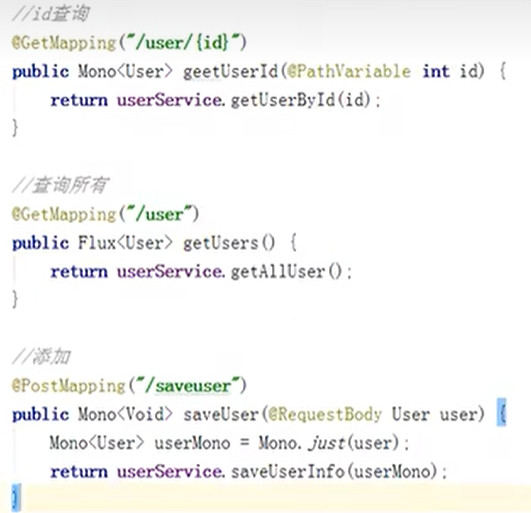 //id查询
@GetMapping("/user/{id}")
public Mono<User> geetUserId(@PathVariable int id) {
return userService.getUserById(id);
}
//查询所有
@GetMapping("/user")
public Flux<User> getUsers() {
return userService.getAllUser();
}
//添加
@PostMapping("/saveuser")
public Mono<Void> saveUser(@RequestBody User user) {
Mono<User> userMono = Mono.just(user);
return userService.saveUserInfo(userMono);
}